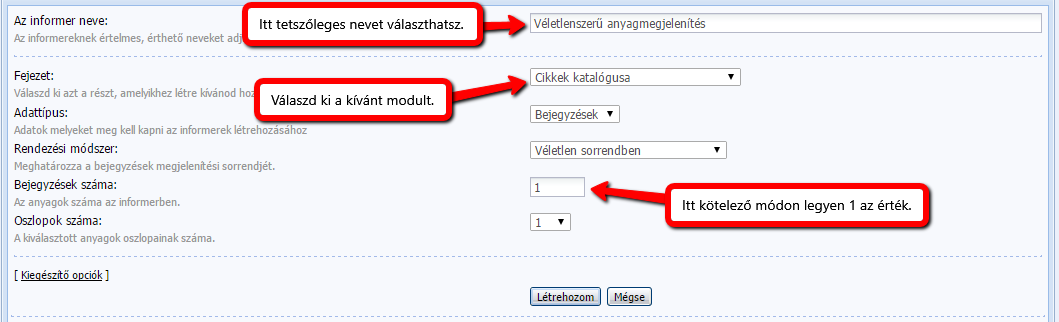 Az informer neve:
Itt tetszőleges nevet választhatsz.
Véletlenszerű anyagmegjelenítés
Az informereknek értelmes, érthető neveket adj
Fejezet:
Cikkek katalógusa
Válaszd ki azt a részt, amelyikhez létre kívánod hoz
Válaszd ki a kívánt modult.
Adattípus:
Bejegyzések
Adatok melyeket meg kell kapni az informerek létrehozásához
Rendezési módszer:
Véletlen sorrendben
Meghatározza a bejegyzések megjelenítési sorrendjét.
Bejegyzések száma:
1
Az anyagok száma az informerben.
Itt kötelező módon legyen 1 az érték.
Oszlopok száma:
1
A kiválasztott anyagok oszlopainak száma.
[ Kiegészítő opciók ]
Létrehozom Mégse